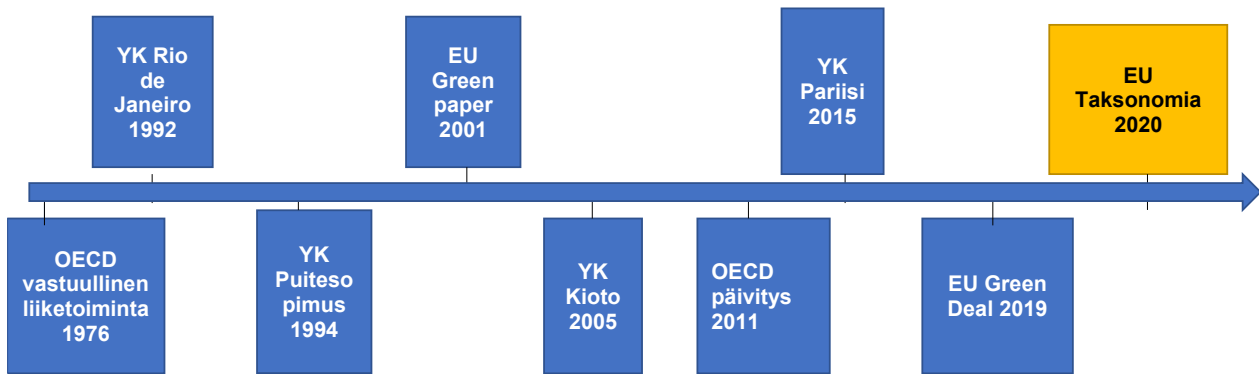 YK Rio
de
Janeiro
1992
EU
Green
paper
2001
YK
Pariisi
2015
EU
Taksonomia
2020
OECD
vastuullinen
liiketoiminta
1976
YK
Puiteso
pimus
1994
YK
Kioto
2005
OECD
päivitys
2011
EU Green
Deal 2019